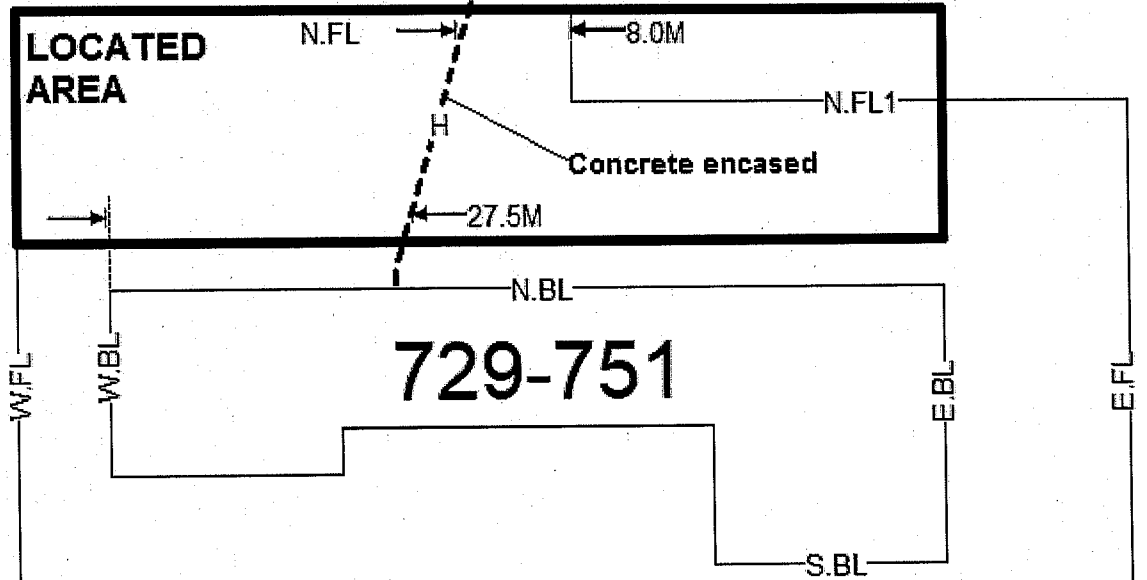 LOCATED
AREA
N.FL
8.0M
N.FL1
H
Concrete encased
27.5M
N.BL
W.FL
W.BL
729-751
E.BL
E.FL
S.BL